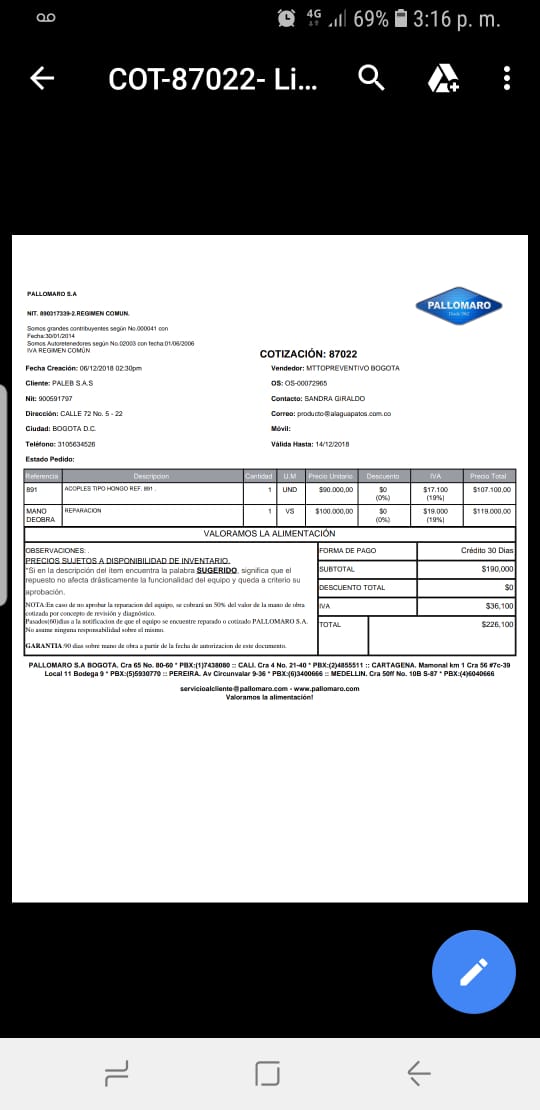 4G 69% 3:16 p. m.
COT-87022- Li...
PALLOMARO S.A
PALLOMARO
Desde 1962
NIT. 890317339-2.REGIMEN COMUN.
Somos grandes contribuyentes según No.000041 con
Fecha:30/01/2014
Somos Autoretenedores según No.02003 con fecha:01/06/2006
IVA REGIMEN COMÚN
COTIZACIÓN: 87022
Fecha Creación: 06/12/2018 02:30pm
Vendedor: MTTOPREVENTIVO BOGOTA
Cliente: PALEB S.A.S
OS: OS-00072965
Nit: 900591797
Contacto: SANDRA GIRALDO
Dirección: CALLE 72 No. 5 - 22
Correo: producto@alaguapatos.com.co
Ciudad: BOGOTA D.C.
Móvil:
Teléfono: 3105634526
Válida Hasta: 14/12/2018
Estado Pedido:
Referencia Descripcion Cantidad U.M Precio Unitario Descuento IVA Precio Total
891 ACOPLES TIPO HONGO REF. 891 . 1 UND $90.000,00 $0 (0%) $17.100 (19%) $107.100,00
MANO DEOBRA REPARACION 1 VS $100.000,00 $0 (0%) $19.000 (19%) $119.000,00
VALORAMOS LA ALIMENTACIÓN
OBSERVACIONES: .
PRECIOS SUJETOS A DISPONIBILIDAD DE INVENTARIO.
*Si en la descripción del item encuentra la palabra SUGERIDO, significa que el
repuesto no afecta drásticamente la funcionalidad del equipo y queda a criterio su
aprobación.
NOTA:En caso de no aprobar la reparacion del equipo, se cobrará un 50% del valor de la mano de obra
cotizada por concepto de revisión y diagnóstico.
Pasados(60)dias a la notificacion de que el equipo se encuentre reparado o cotizado PALLOMARO S.A.
No asume ninguna responsabilidad sobre el mismo.
GARANTIA:90 dias sobre mano de obra a partir de la fecha de autorizacion de este documento.
FORMA DE PAGO Crédito 30 Dias
SUBTOTAL $190,000
DESCUENTO TOTAL $0
IVA $36,100
TOTAL $226,100
PALLOMARO S.A BOGOTA. Cra 65 No. 80-60 * PBX:(1)7438080 :: CALI. Cra 4 No. 21-40 * PBX:(2)4855511 :: CARTAGENA. Mamonal km 1 Cra 56 #7c-39
Local 11 Bodega 9 * PBX:(5)5930770 :: PEREIRA. Av Circunvalar 9-36 * PBX:(6)3400666 :: MEDELLIN. Cra 50ff No. 10B S-87 * PBX:(4)6040666
servicioalcliente@pallomaro.com - www.pallomaro.com
Valoramos la alimentación!